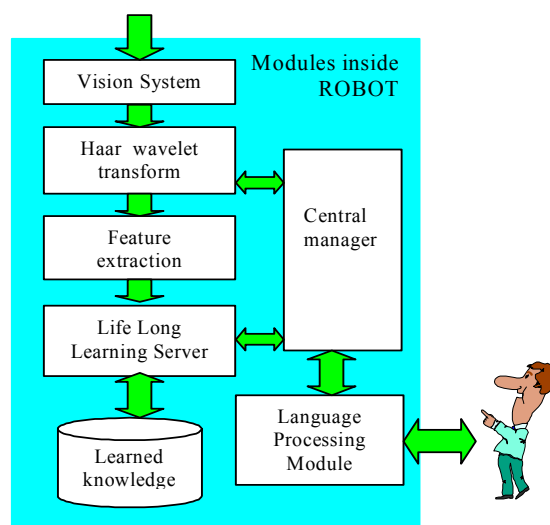 Modules inside
ROBOT
Vision System
Haar wavelet
transform
Central
manager
Feature
extraction
Life Long
Learning Server
Language
Processing
Module
Learned
knowledge